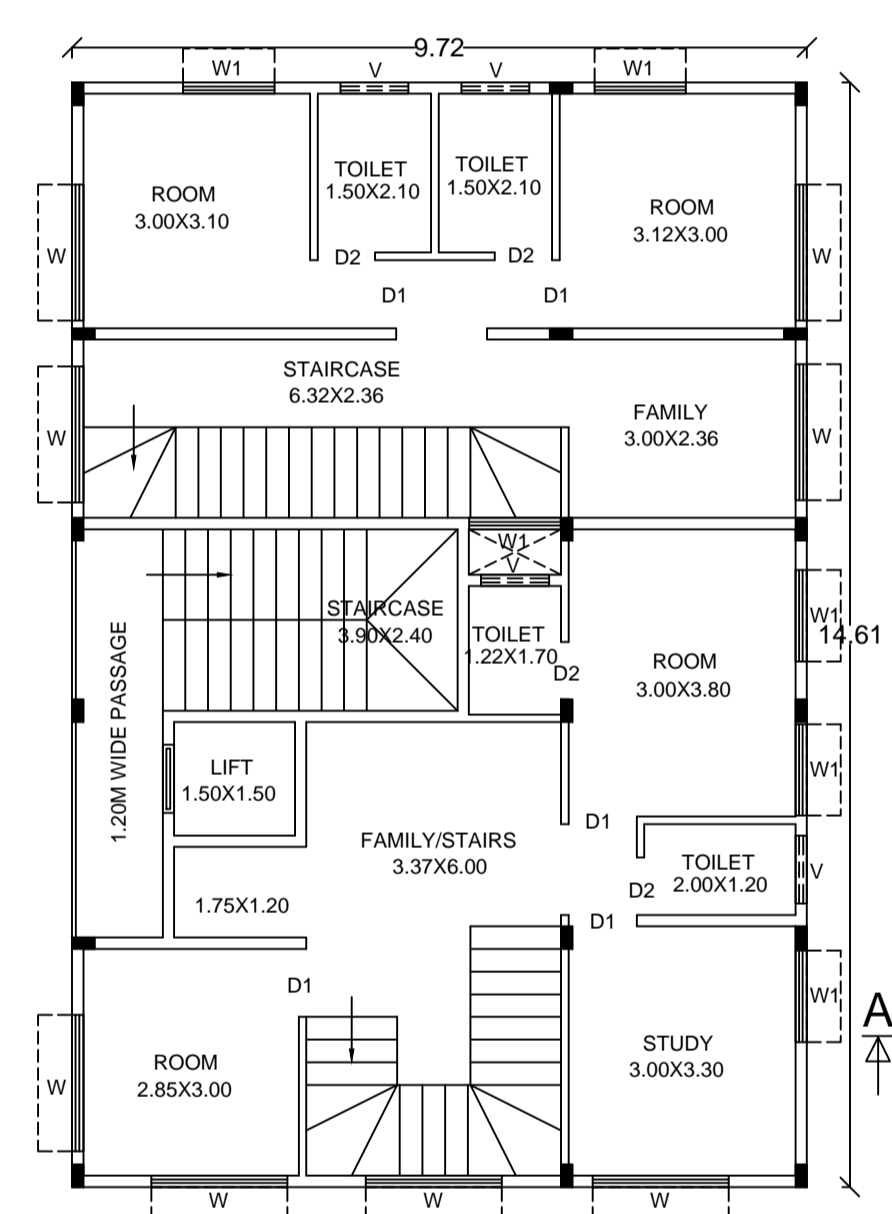 9.72
W1
V
V
W1
ROOM
3.00X3.10
TOILET
1.50X2.10
TOILET
1.50X2.10
ROOM
3.12X3.00
W
W
D2
D2
D1
D1
STAIRCASE
6.32X2.36
FAMILY
3.00X2.36
W
W
W1
V
STAIRCASE
3.90X2.40
TOILET
1.22X1.70
D2
ROOM
3.00X3.80
W1
14.61
1.20M WIDE PASSAGE
LIFT
1.50X1.50
W1
FAMILY/STAIRS
3.37X6.00
D1
TOILET
2.00X1.20
V
D2
1.75X1.20
D1
D1
W1
A
ROOM
2.85X3.00
STUDY
3.00X3.30
W
W
W
W